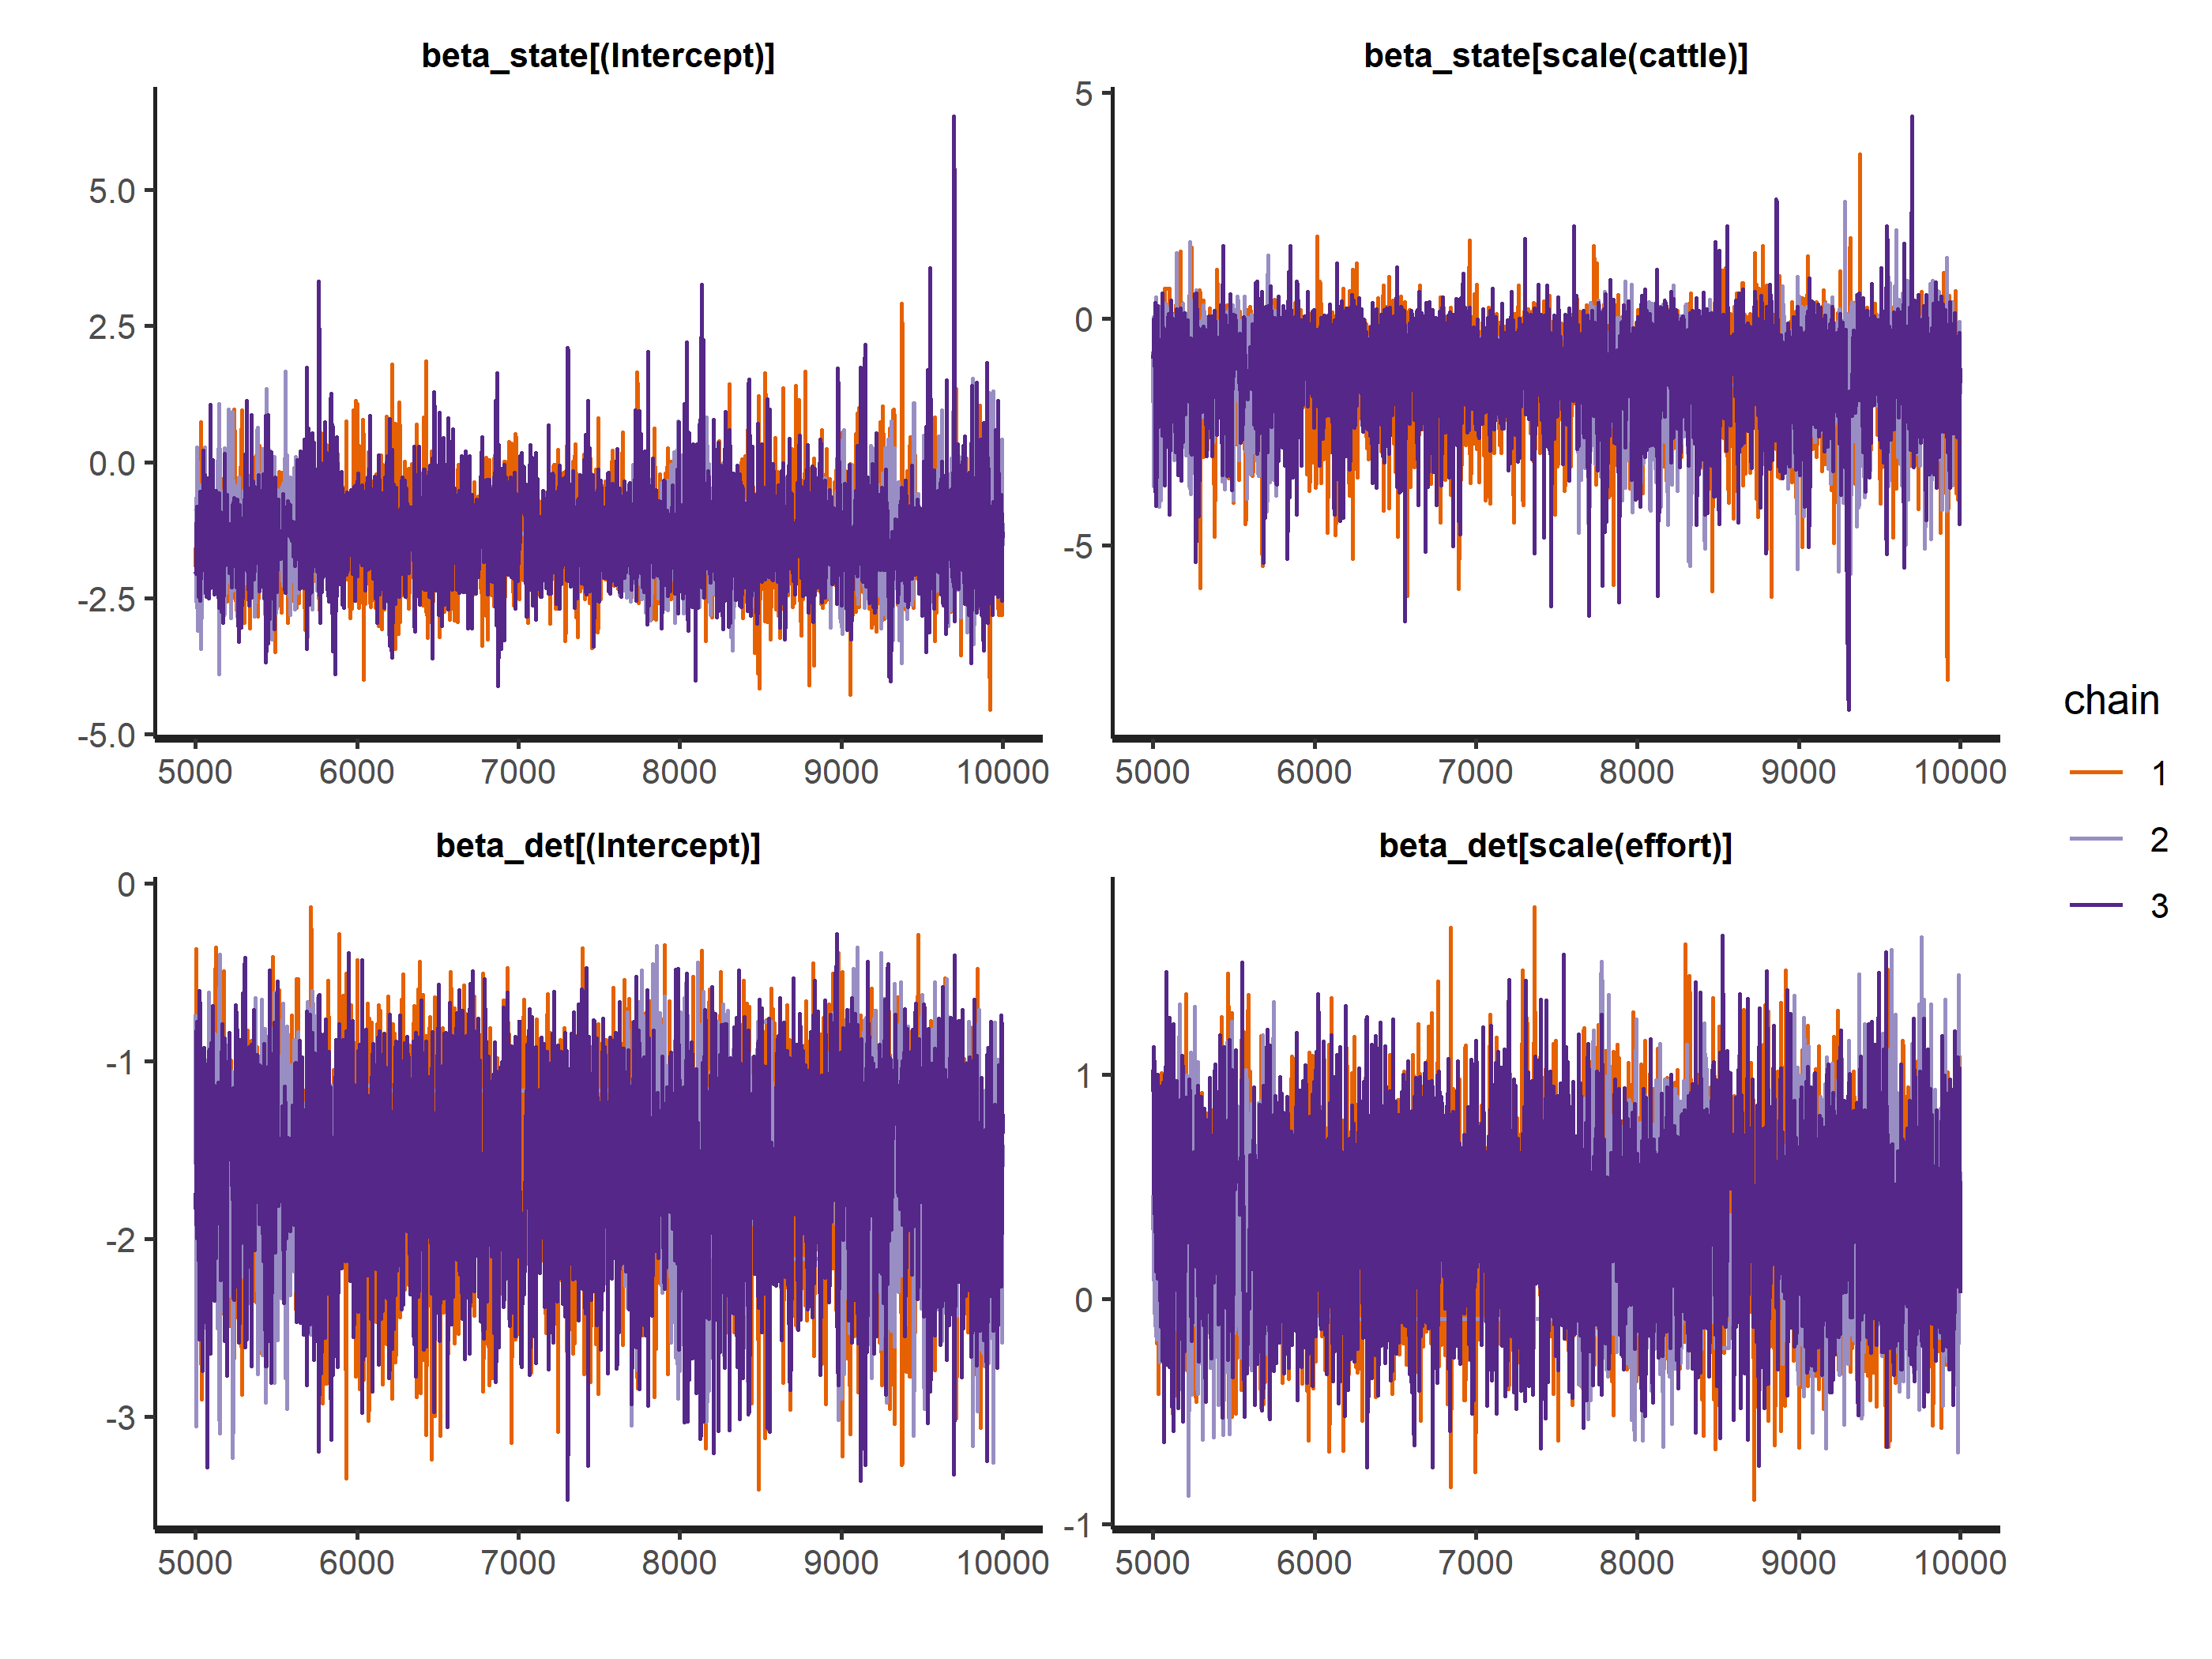 beta_state[(Intercept)]
5.0
2.5
0.0
-2.5
-5.0
5000 6000 7000 8000 9000 10000
beta_state[scale(cattle)]
5
0
-5
5000 6000 7000 8000 9000 10000
beta_det[(Intercept)]
0
-1
-2
-3
5000 6000 7000 8000 9000 10000
beta_det[scale(effort)]
1
0
-1
5000 6000 7000 8000 9000 10000
chain
1
2
3